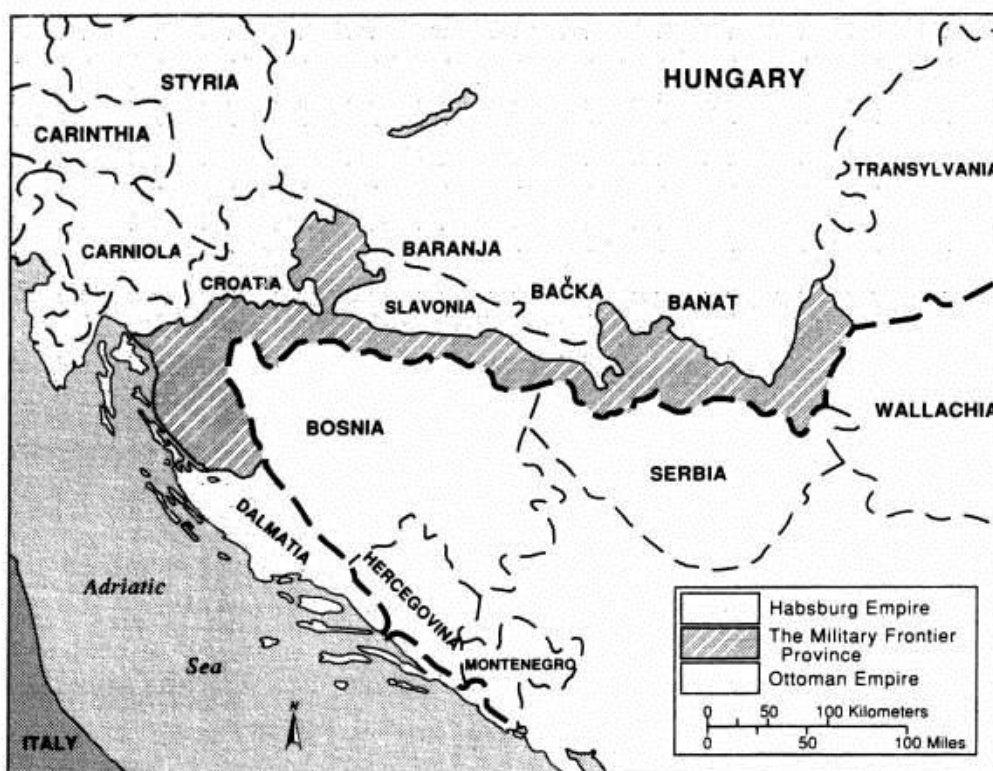 STYRIA
HUNGARY
CARINTHIA
TRANSYLVANIA
CARNIOLA
BARANJA
CROATIA
SLAVONIA
BAČKA
BANAT
WALLACHIA
BOSNIA
SERBIA
DALMATIA
HERCEGOVINA
Adriatic
Sea
MONTENEGRO
ITALY
N
Habsburg Empire
The Military Frontier
Province
Ottoman Empire
0 50 100 Kilometers
0 50 100 Miles